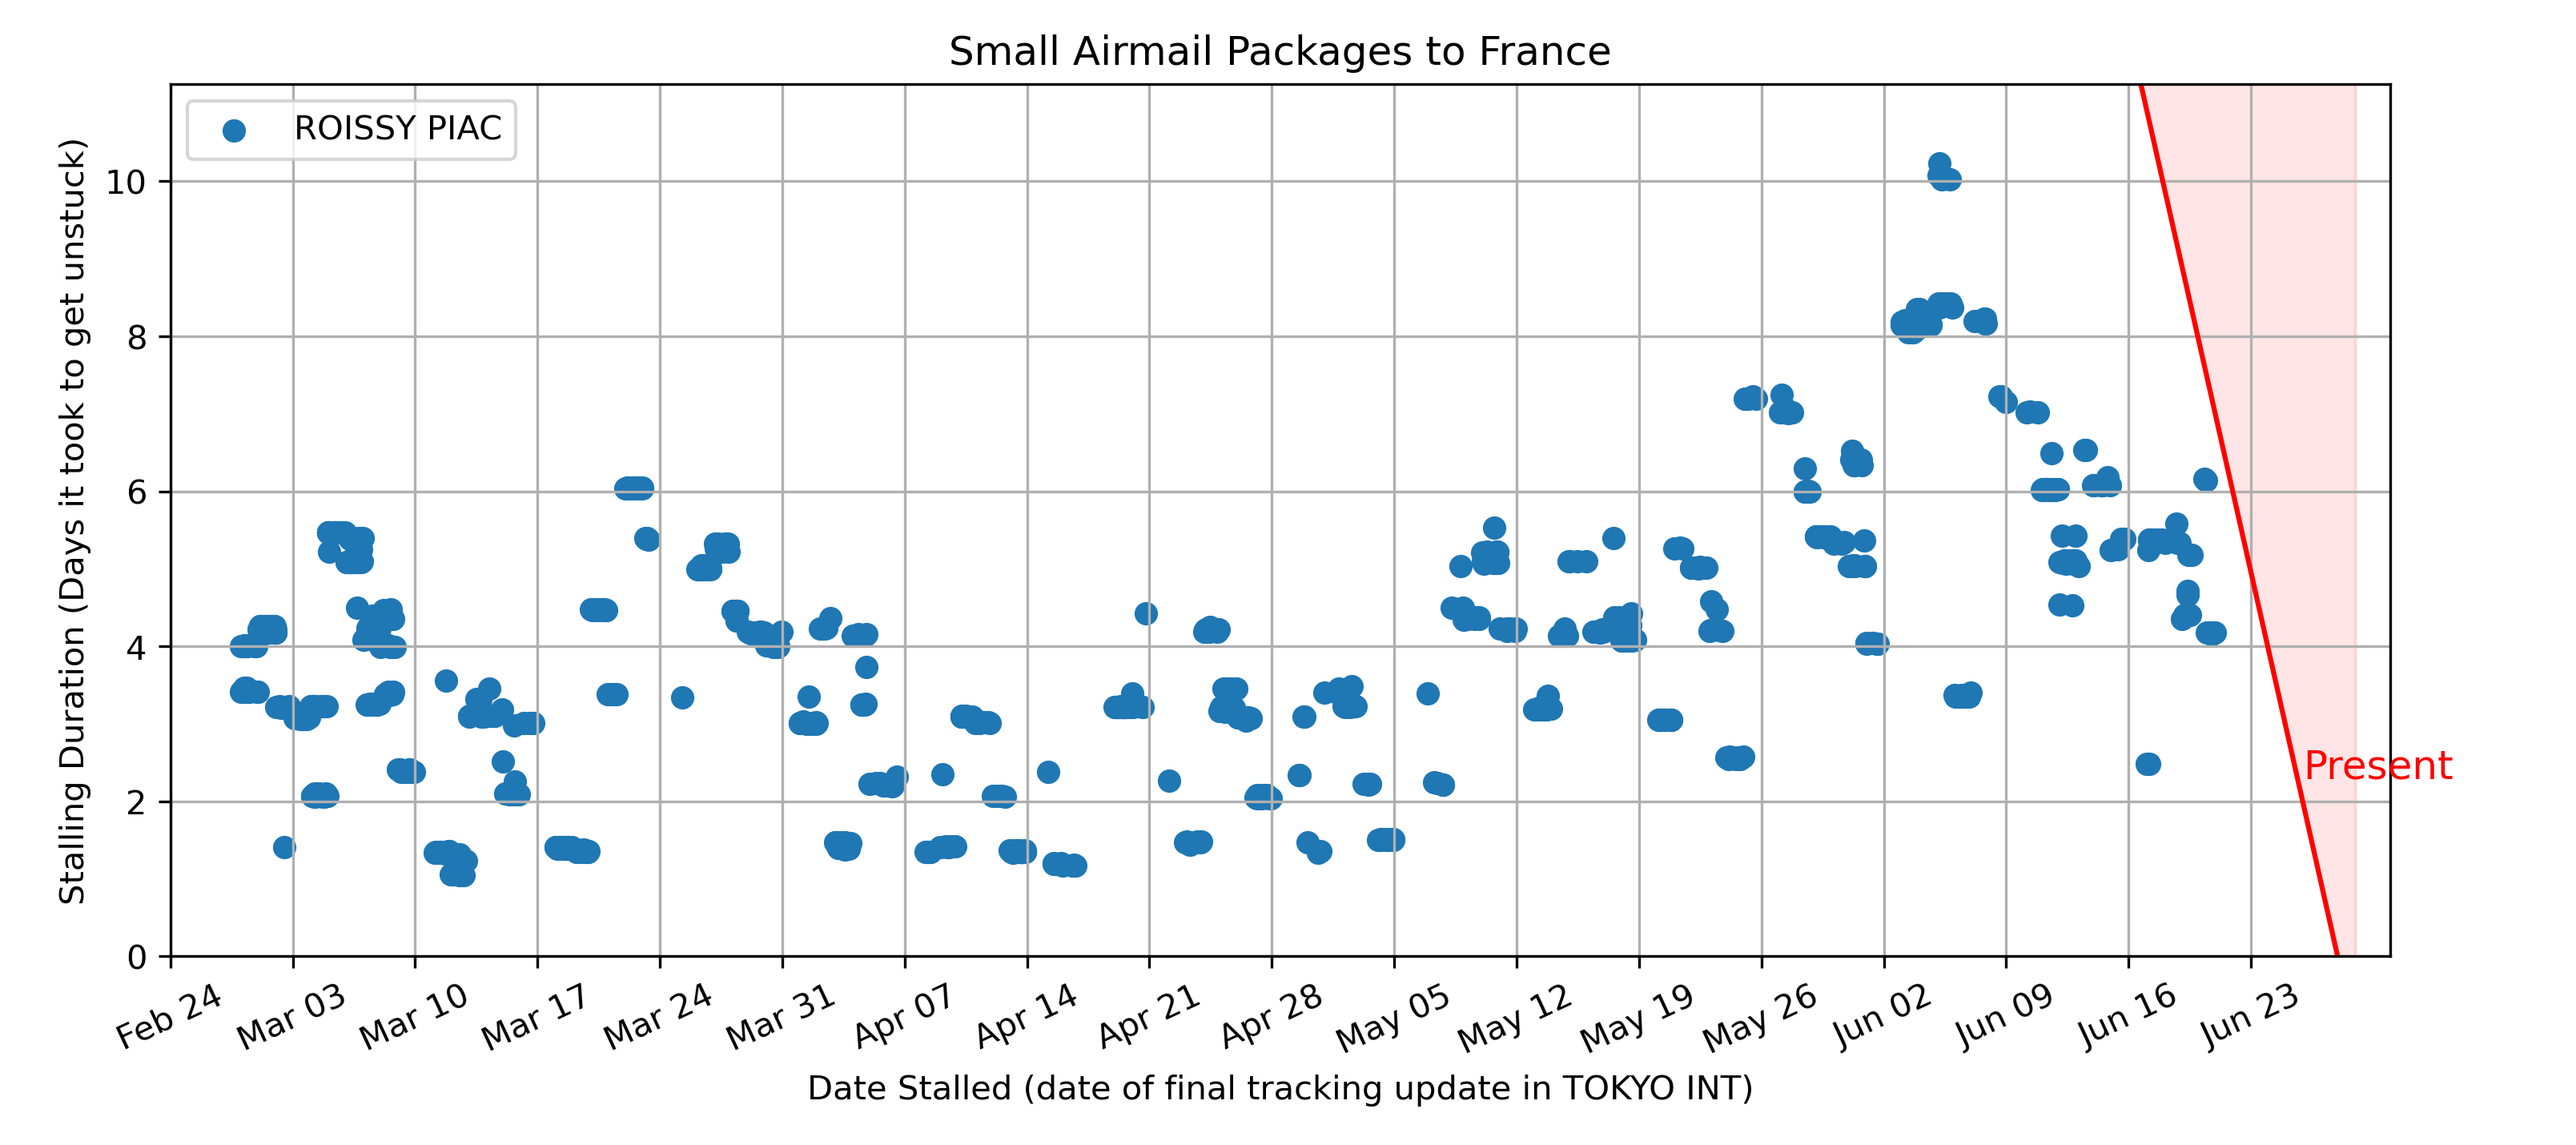 Small Airmail Packages to France
ROISSY PIAC
Stalling Duration (Days it took to get unstuck)
10
8
6
4
2
0
Present
Feb 24
Mar 03
Mar 10
Mar 17
Mar 24
Mar 31
Apr 07
Apr 14
Apr 21
Apr 28
May 05
May 12
May 19
May 26
Jun 02
Jun 09
Jun 16
Jun 23
Date Stalled (date of final tracking update in TOKYO INT)